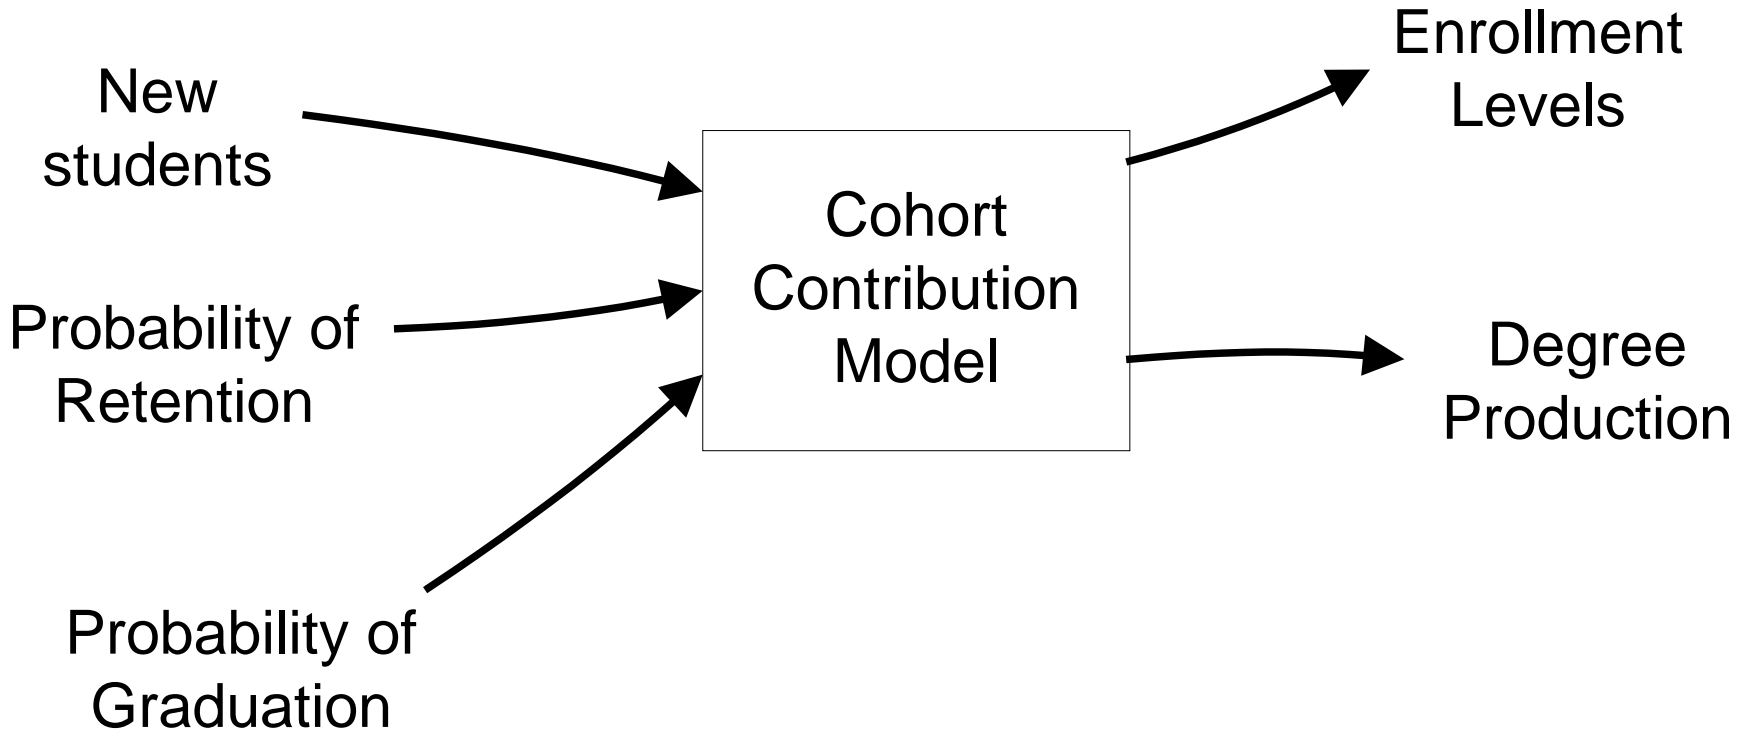 New
students
Probability of
Retention
Probability of
Graduation
Cohort
Contribution
Model
Enrollment
Levels
Degree
Production